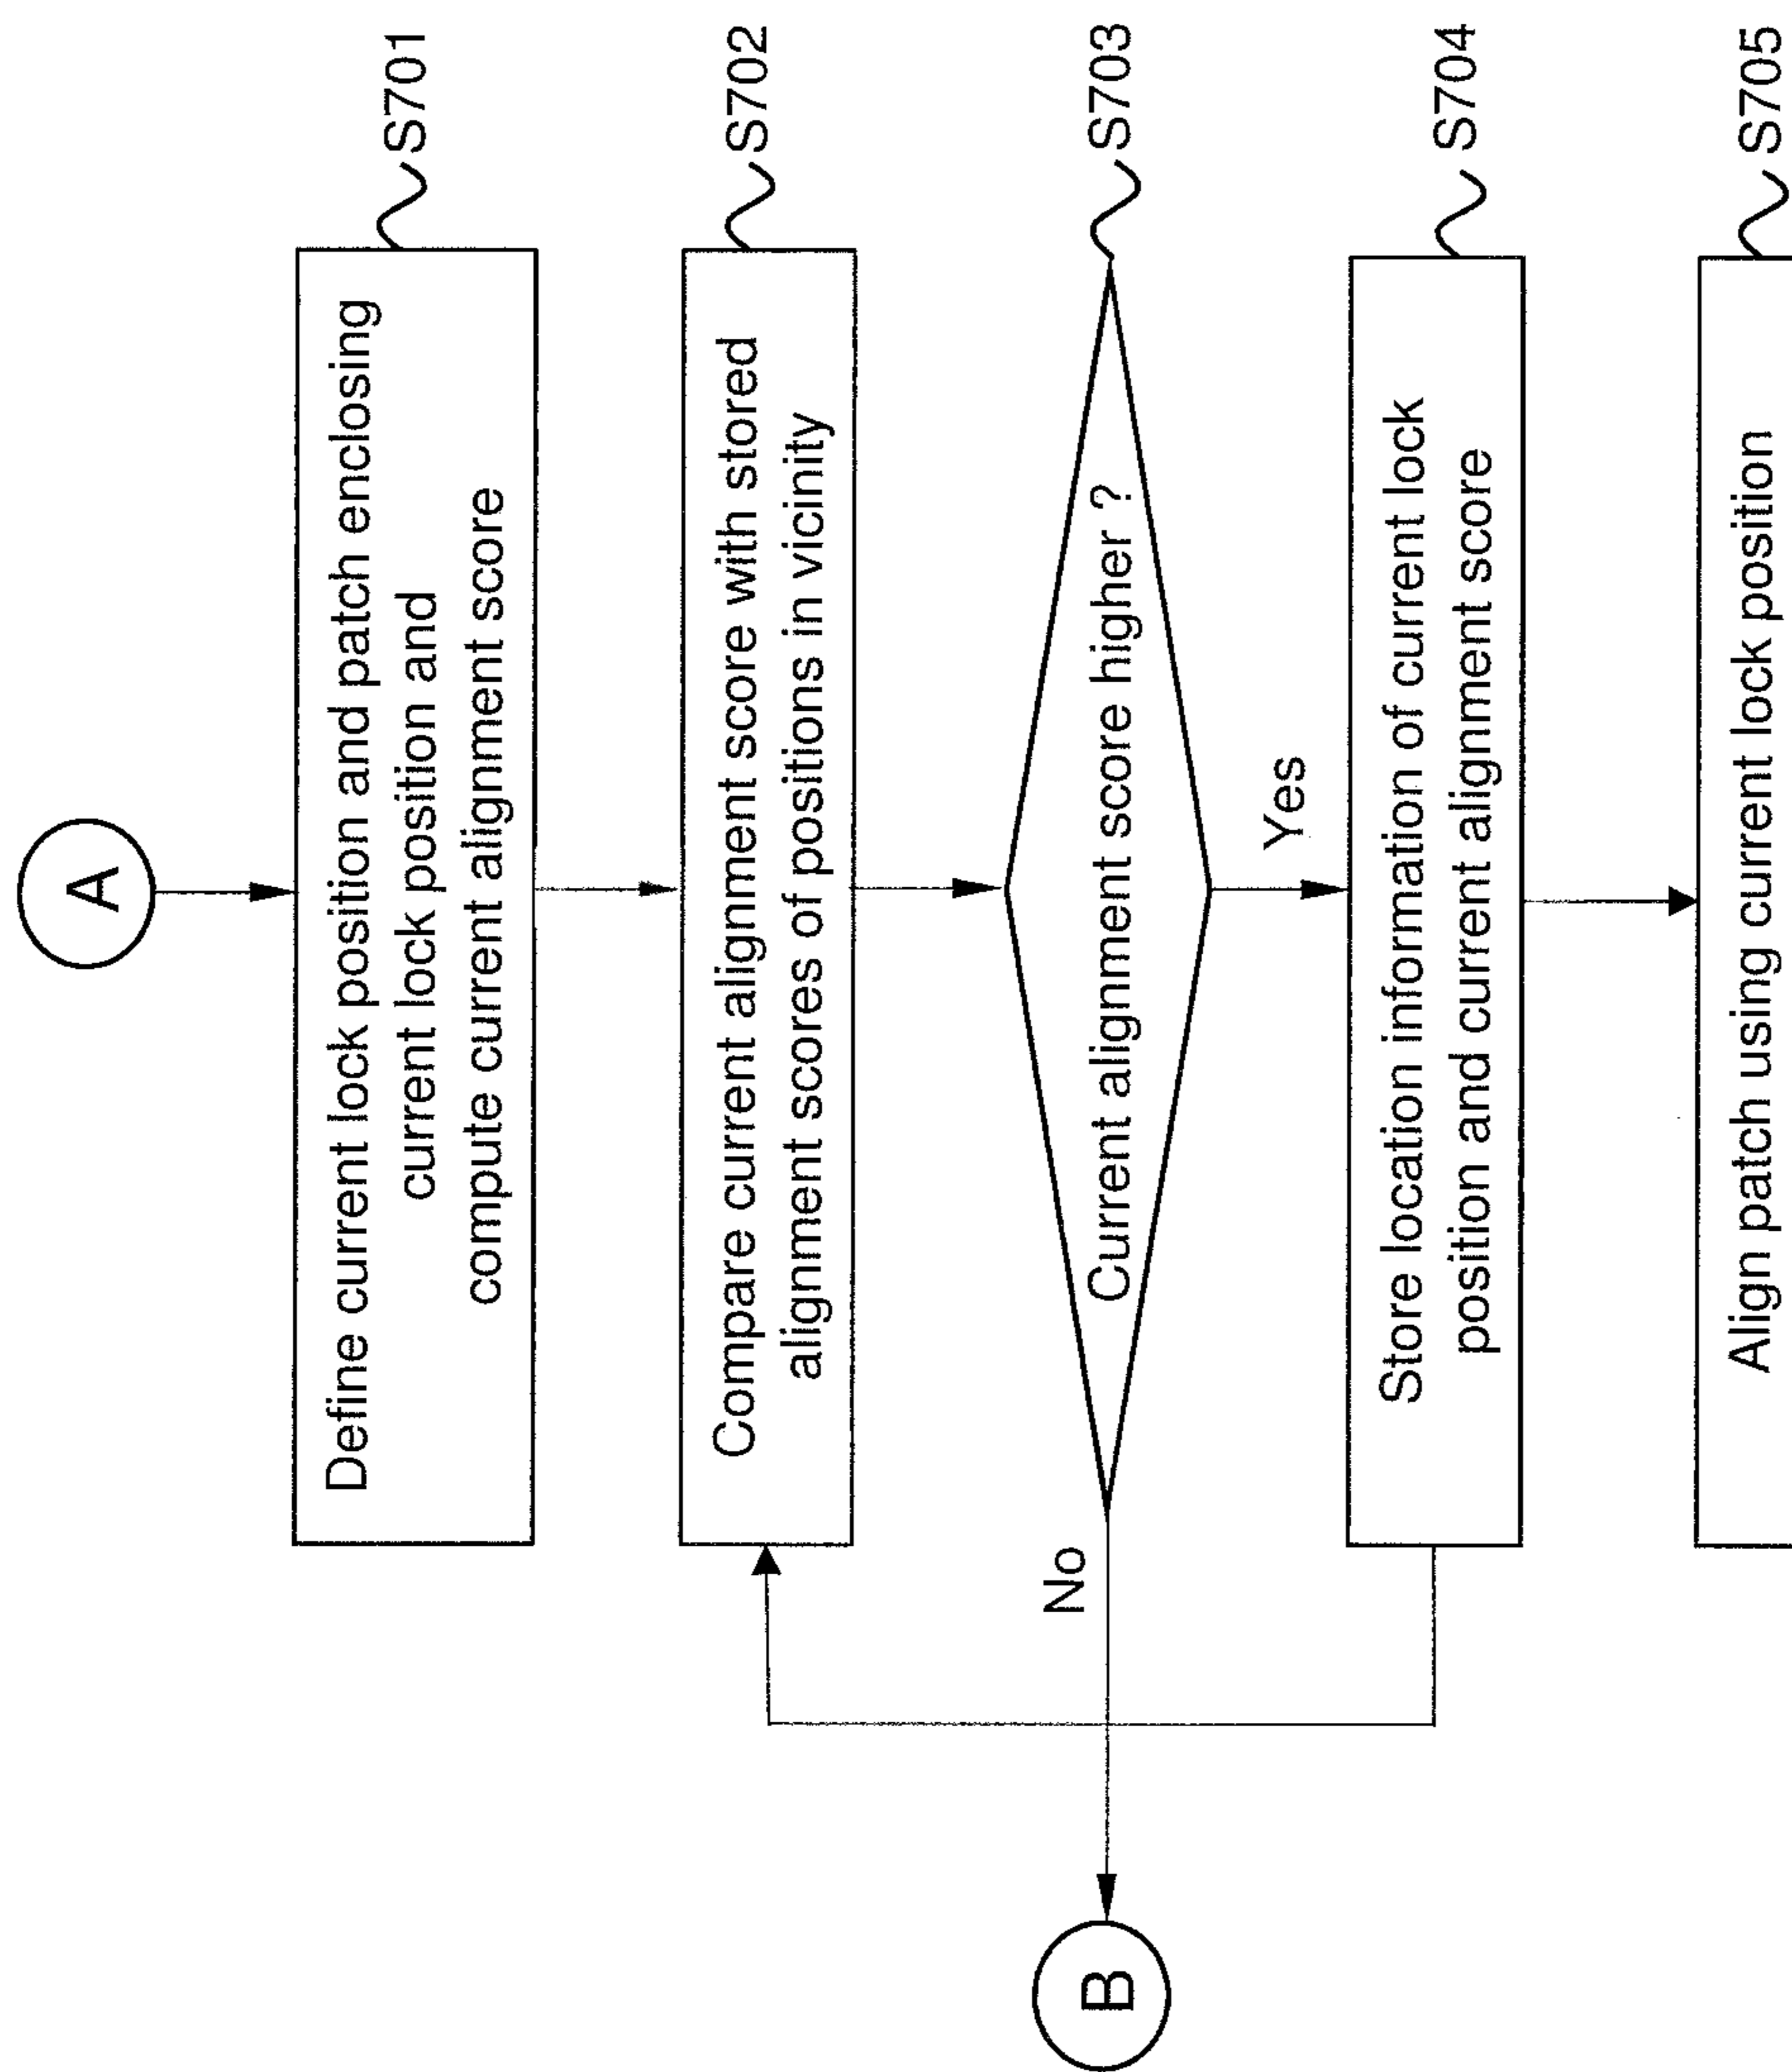 A
Define current lock position and patch enclosing
current lock position and
compute current alignment score
S701
Compare current alignment score with stored
alignment scores of positions in vicinity
S702
Current alignment score higher ?
S703
No
B
Yes
Store location information of current lock
position and current alignment score
S704
Align patch using current lock position
S705